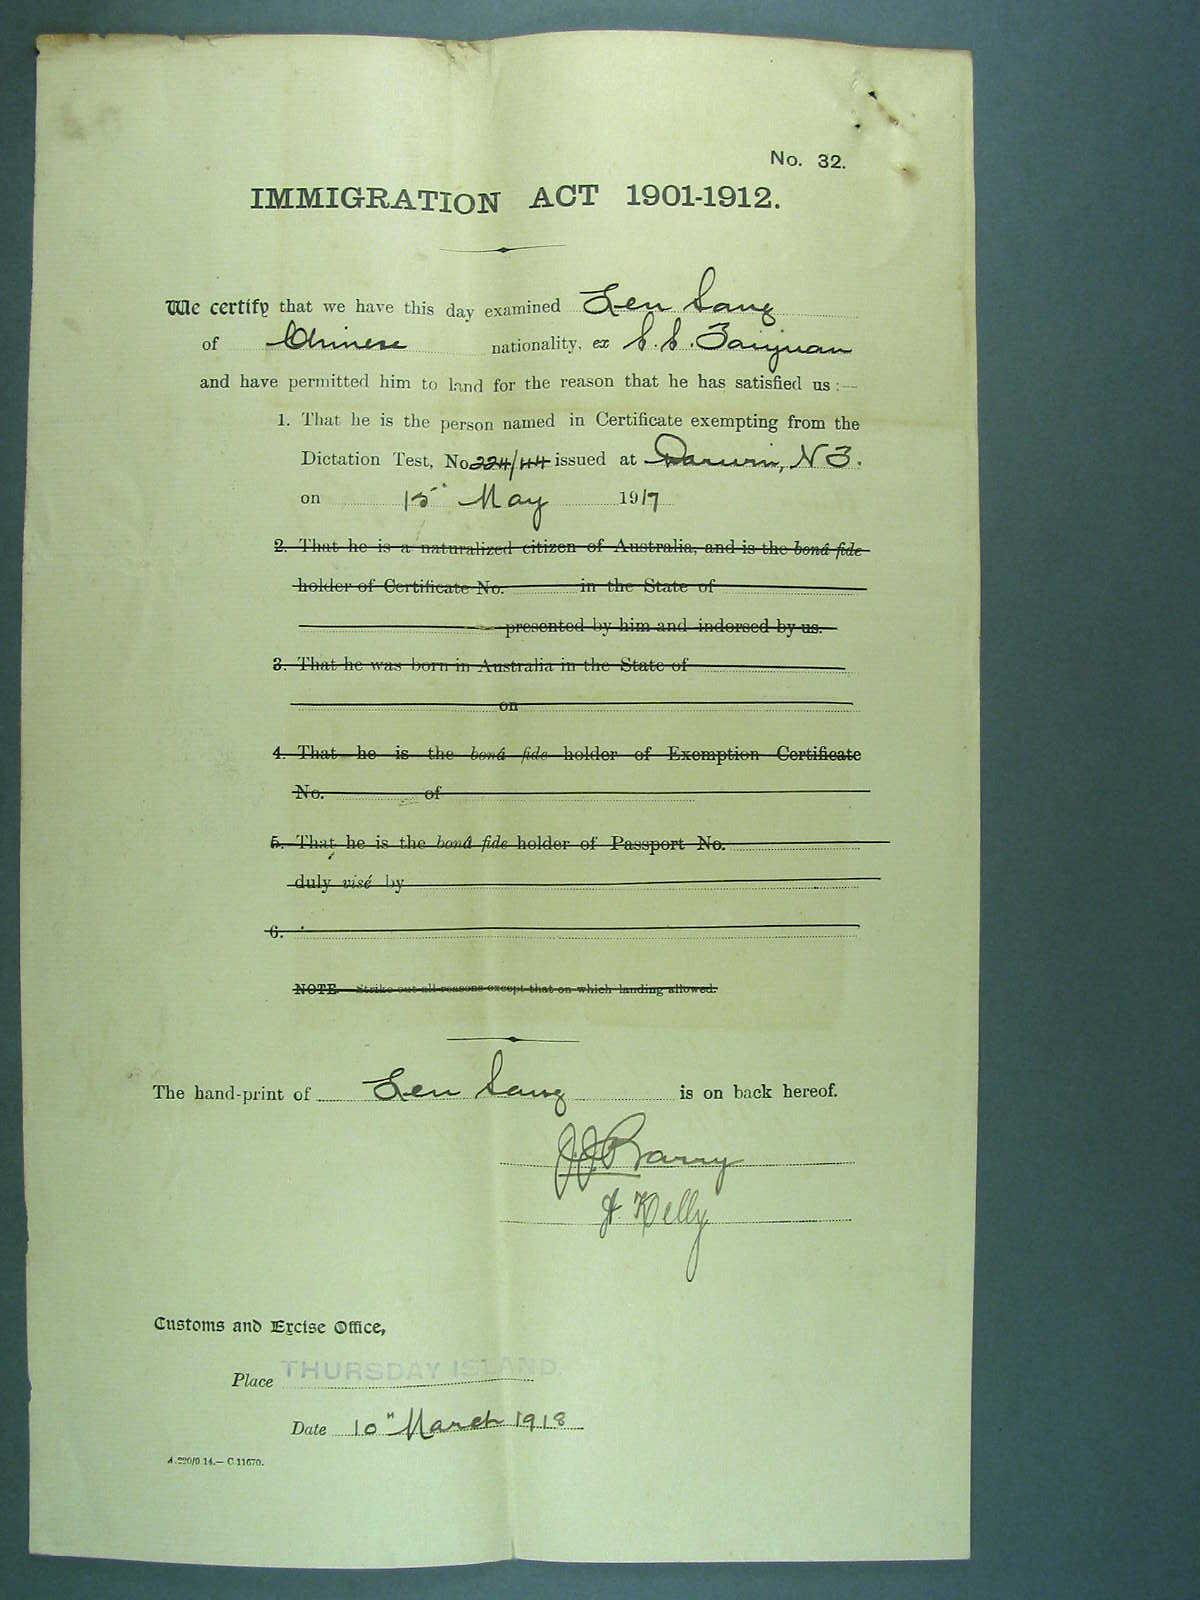 No. 32.
IMMIGRATION ACT 1901-1912.
We certify that we have this day examined Len Sang
of Chinese nationality, ex S.S. Taiyuan
and have permitted him to land for the reason that he has satisfied us :—
1. That he is the person named in Certificate exempting from the
Dictation Test, No 224/44 issued at Darwin, N T.
on 15" May 1917
2. That he is a naturalized citizen of Australia, and is the bonâ fide
holder of Certificate No. in the State of
presented by him and indorsed by us.
3. That he was born in Australia in the State of
on
4. That he is the bonâ fide holder of Exemption Certificate
No. of
5. That he is the bonâ fide holder of Passport No.
duly visé by
6.
NOTE Strike out all reasons except that on which landing allowed.
The hand-print of Len Sang is on back hereof.
J.J. Barry
A. Kelly
Customs and Excise Office,
Place THURSDAY ISLAND.
Date 10" March 1918
A.220/9.14.— C.11670.